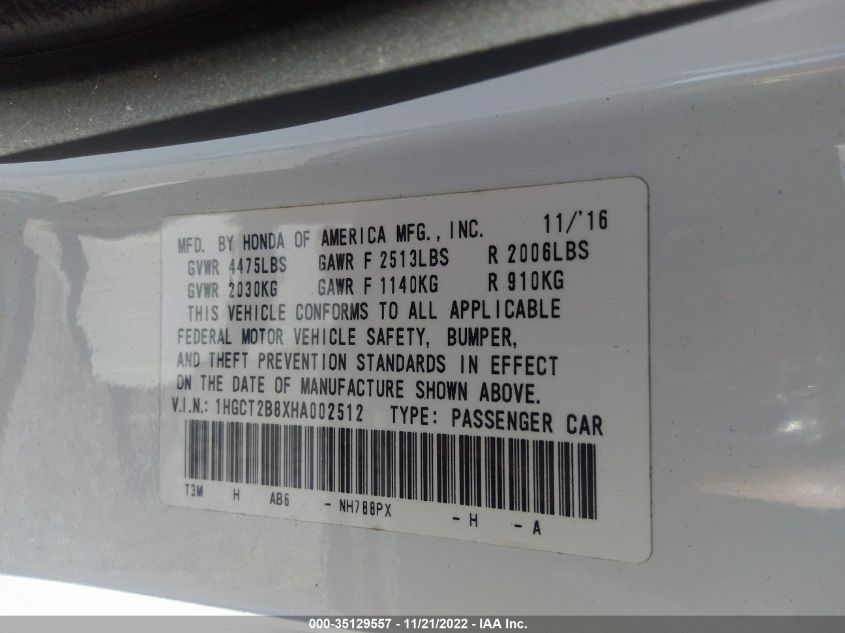 MFD. BY HONDA OF AMERICA MFG., INC. 11/'16
GVWR 4475LBS GAWR F 2513LBS R 2006LBS
GVWR 2030KG GAWR F 1140KG R 910KG
THIS VEHICLE CONFORMS TO ALL APPLICABLE
FEDERAL MOTOR VEHICLE SAFETY, BUMPER,
AND THEFT PREVENTION STANDARDS IN EFFECT
ON THE DATE OF MANUFACTURE SHOWN ABOVE.
V.I.N.: 1HGCT2B8XHA002512 TYPE: PASSENGER CAR
T3M H AB6 - NH788PX - H - A
000-35129557 - 11/21/2022 - IAA Inc.